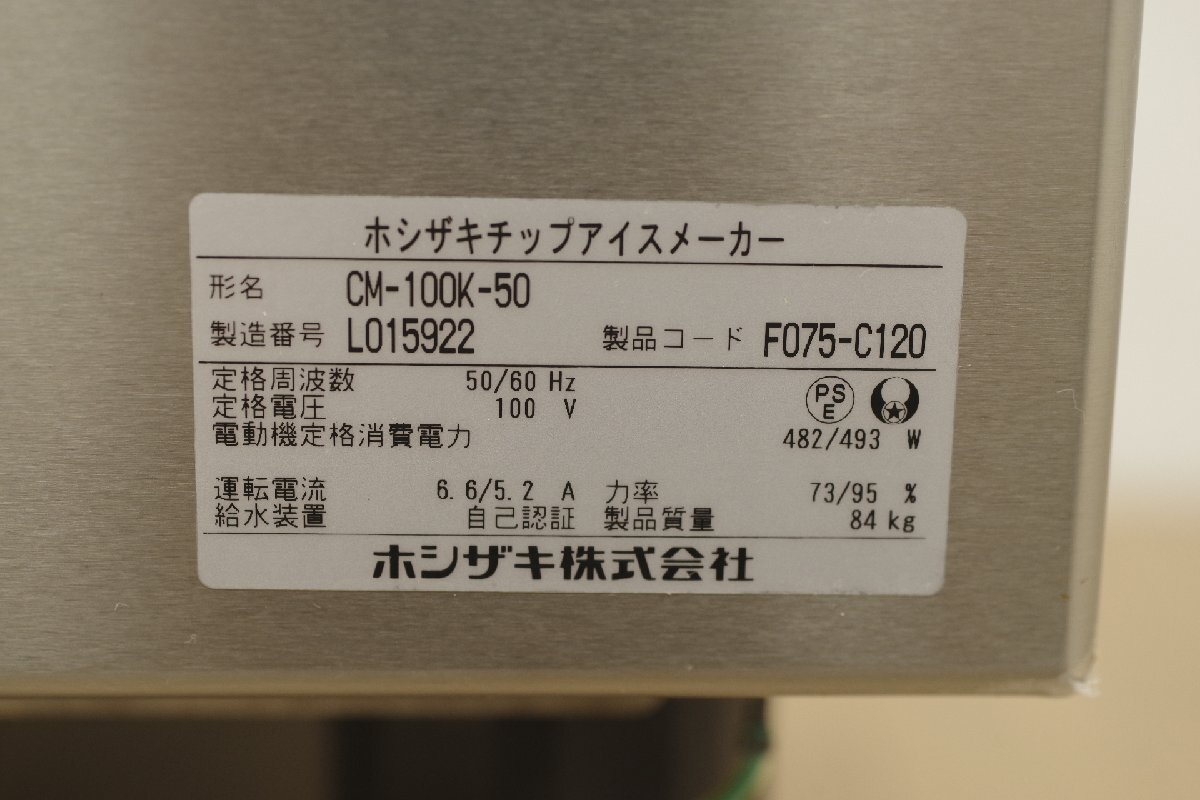 ホシザキチップアイスメーカー
形名 CM-100K-50
製造番号 L015922 製品コード F075-C120
定格周波数 50/60 Hz
定格電圧 100 V
PS E
電動機定格消費電力 482/493 W
運転電流 6.6/5.2 A 力率 73/95 %
給水装置 自己認証 製品質量 84 kg
ホシザキ株式会社